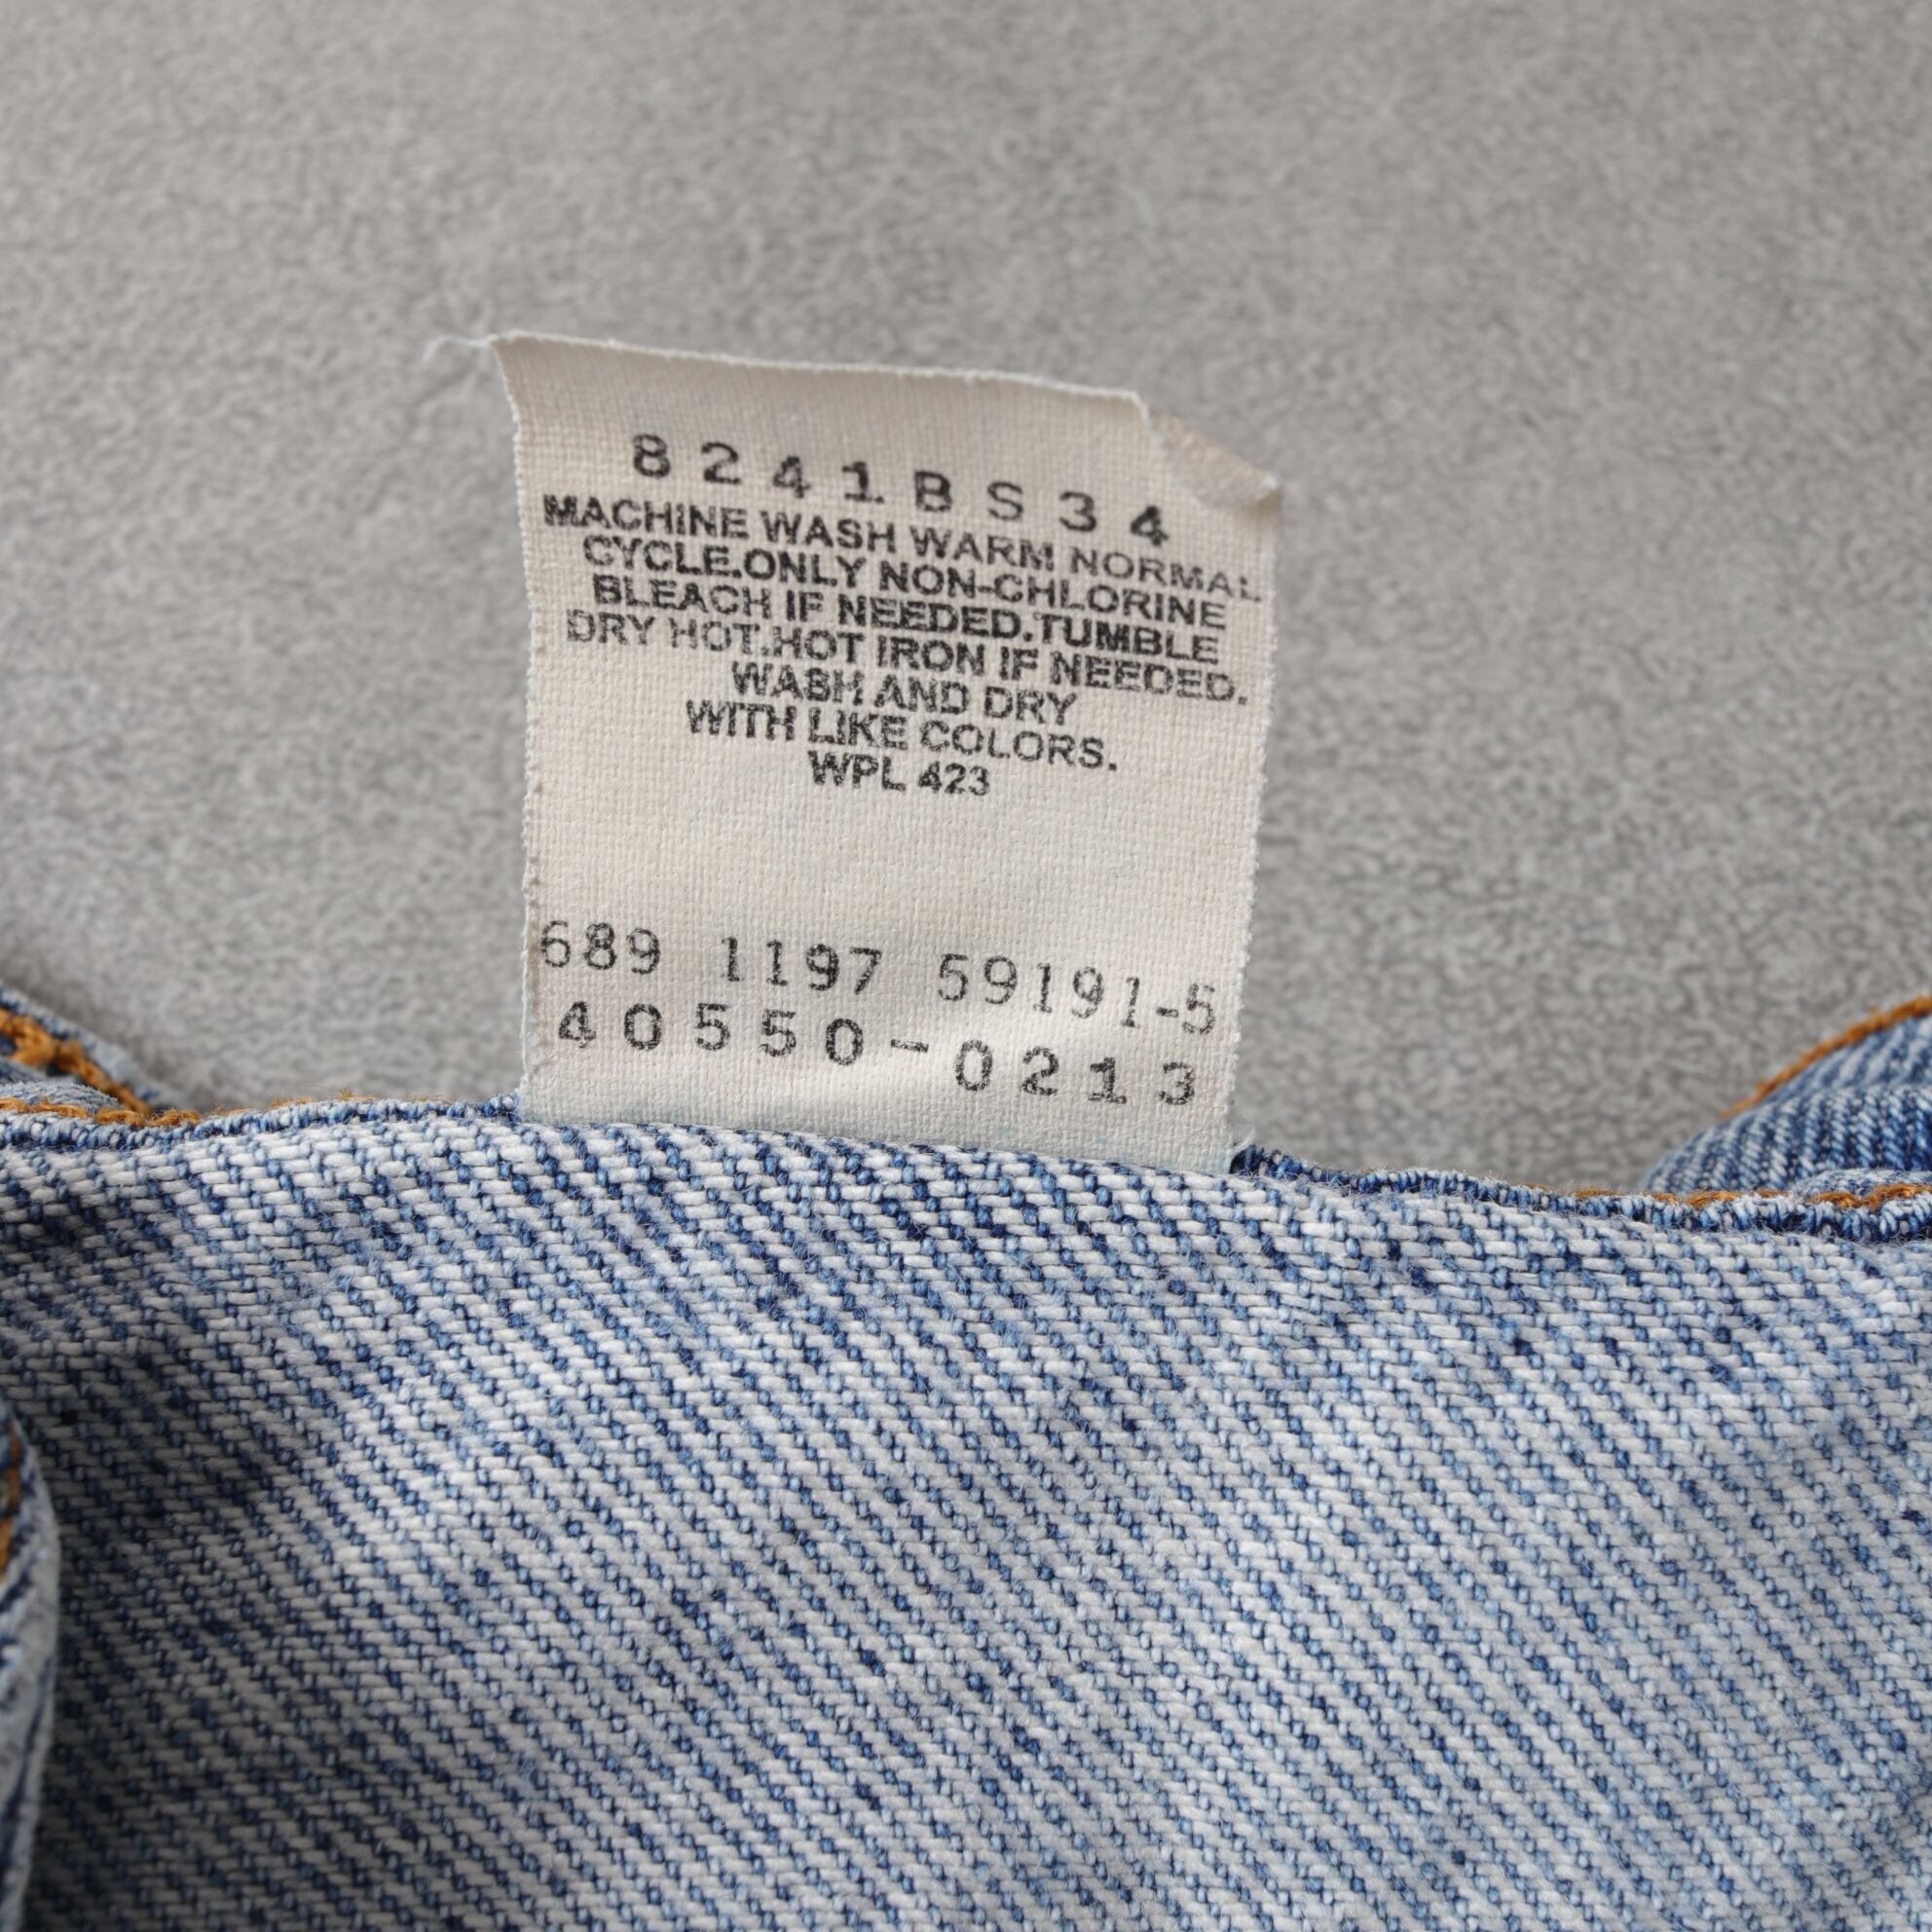 8241BS34
MACHINE WASH WARM NORMAL
CYCLE.ONLY NON-CHLORINE
BLEACH IF NEEDED.TUMBLE
DRY HOT.HOT IRON IF NEEDED.
WASH AND DRY
WITH LIKE COLORS.
WPL 423
689 1197 59191-5
40550-0213